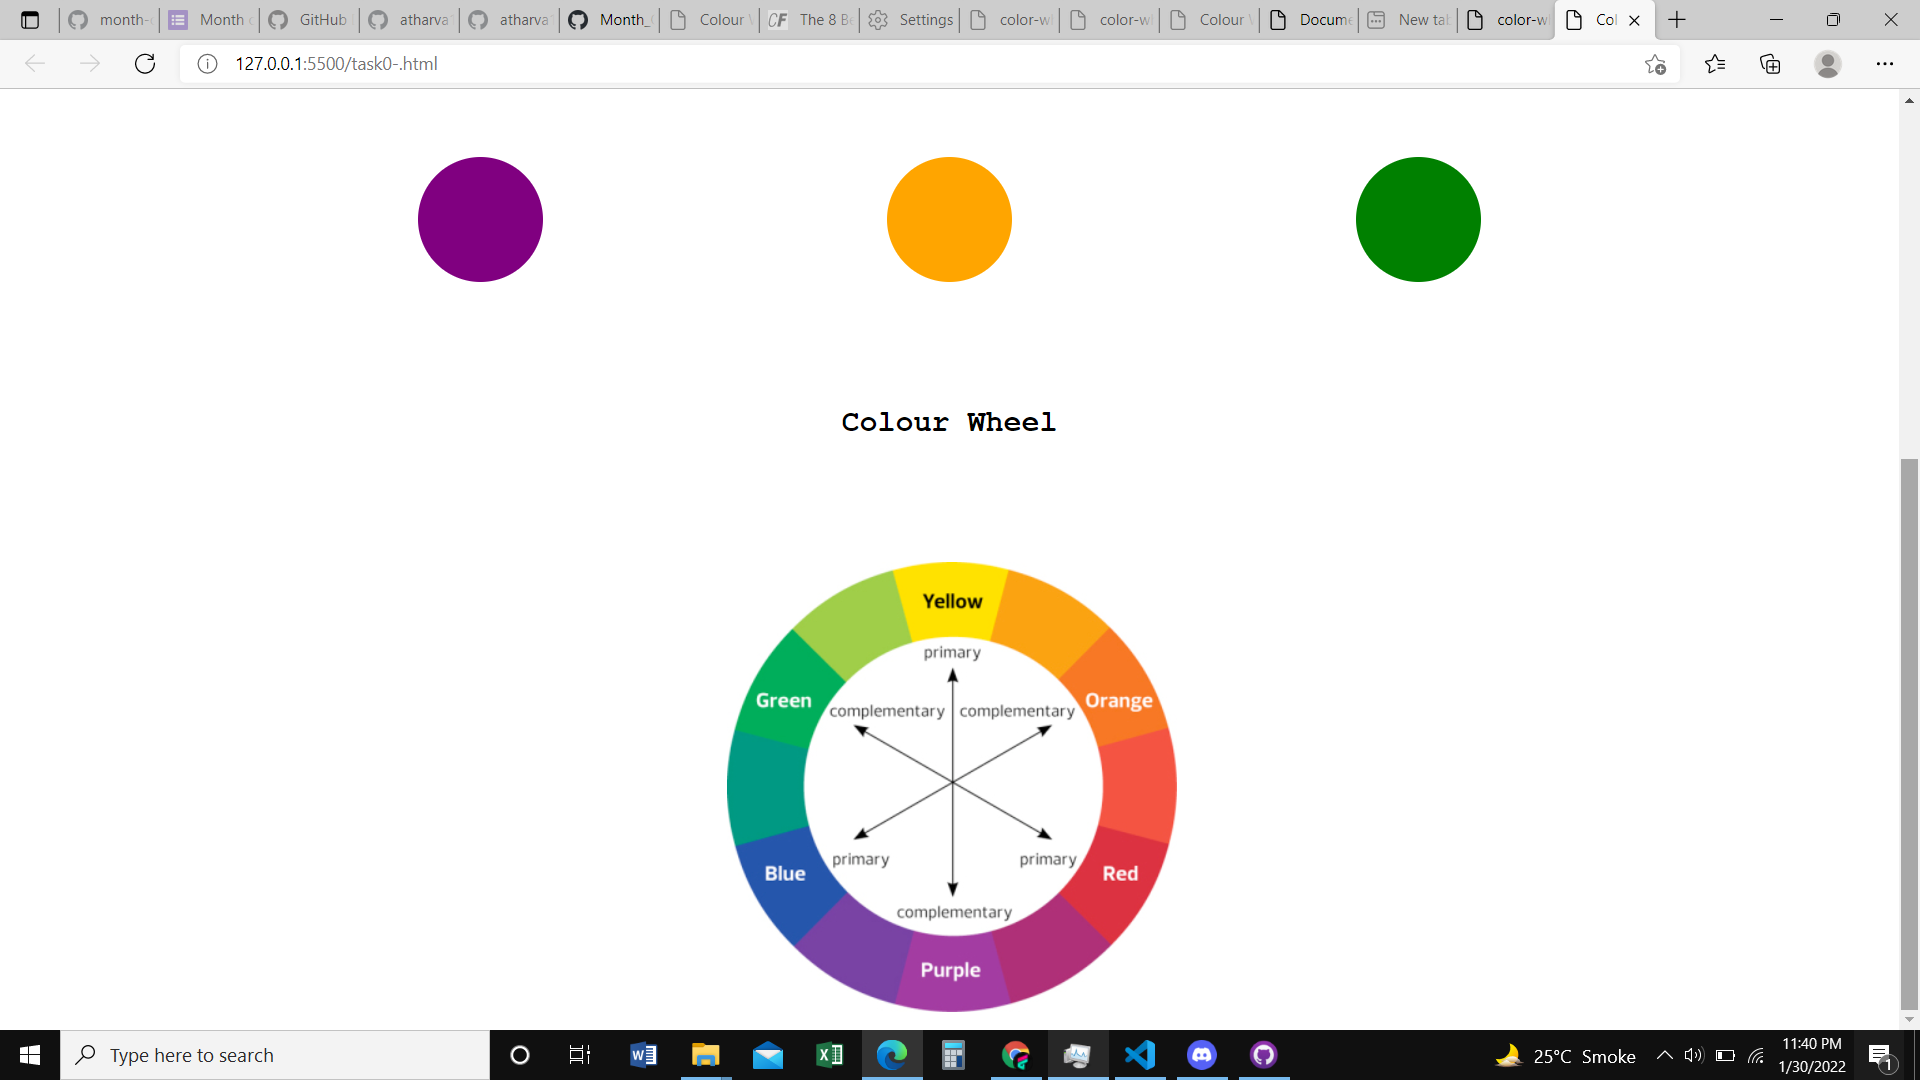 month-
Month
GitHub
atharva
atharva
Month_
Colour
CF The 8 B
Settings
color-w
color-w
Colour
Docume
New tab
color-w
Col
127.0.0.1:5500/task0-.html
Colour Wheel
Yellow
primary
Green
Orange
complementary complementary
Blue
primary primary
Red
complementary
Purple
Type here to search
25°C Smoke
11:40 PM
1/30/2022
1